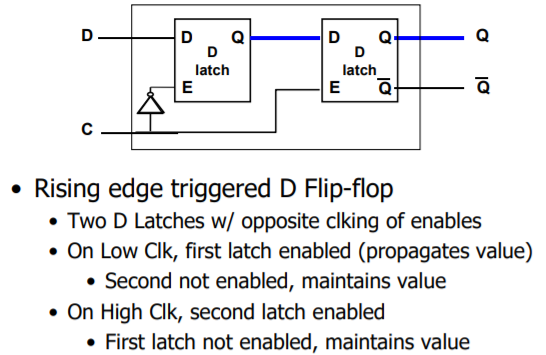 D D Q D Q Q
D D
latch latch
E E Q Q
C
• Rising edge triggered D Flip-flop
• Two D Latches w/ opposite clking of enables
• On Low Clk, first latch enabled (propagates value)
• Second not enabled, maintains value
• On High Clk, second latch enabled
• First latch not enabled, maintains value